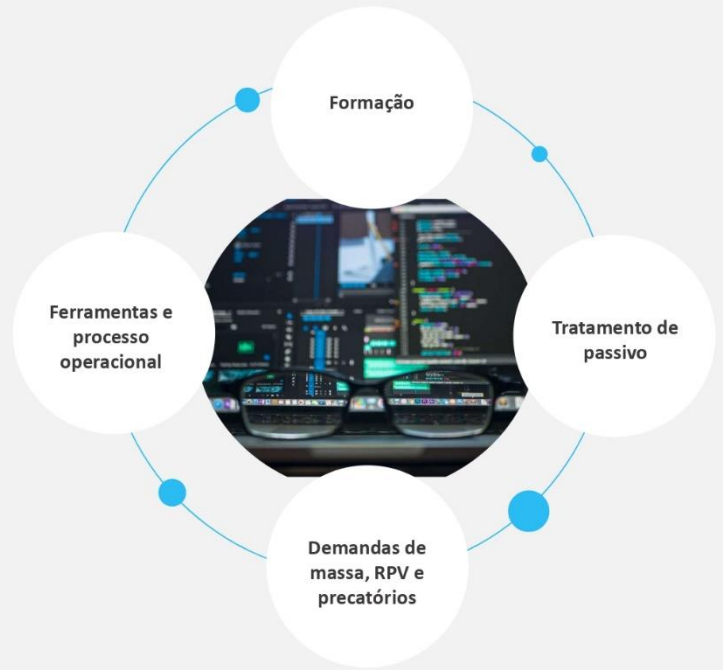 Formação
Ferramentas e
processo
operacional
Tratamento de
passivo
Demandas de
massa, RPV e
precatórios